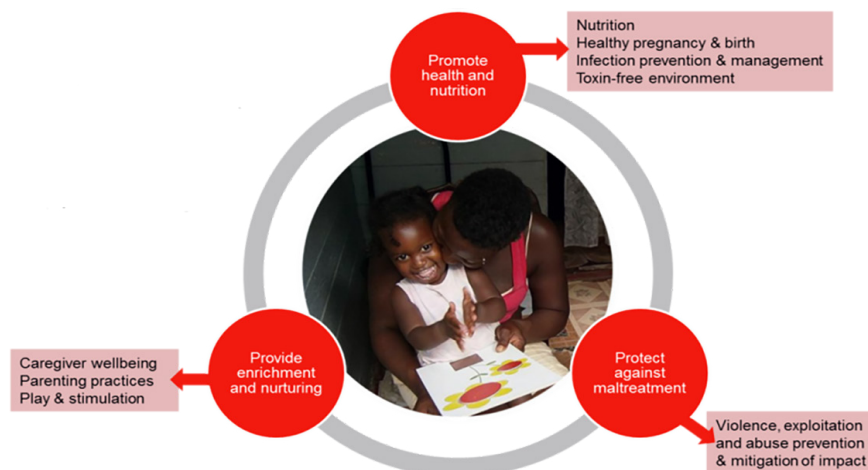 Promote
health and
nutrition
Nutrition
Healthy pregnancy & birth
Infection prevention & management
Toxin-free environment
Caregiver wellbeing
Parenting practices
Play & stimulation
Provide
enrichment
and nurturing
Protect
against
maltreatment
Violence, exploitation
and abuse prevention
& mitigation of impact